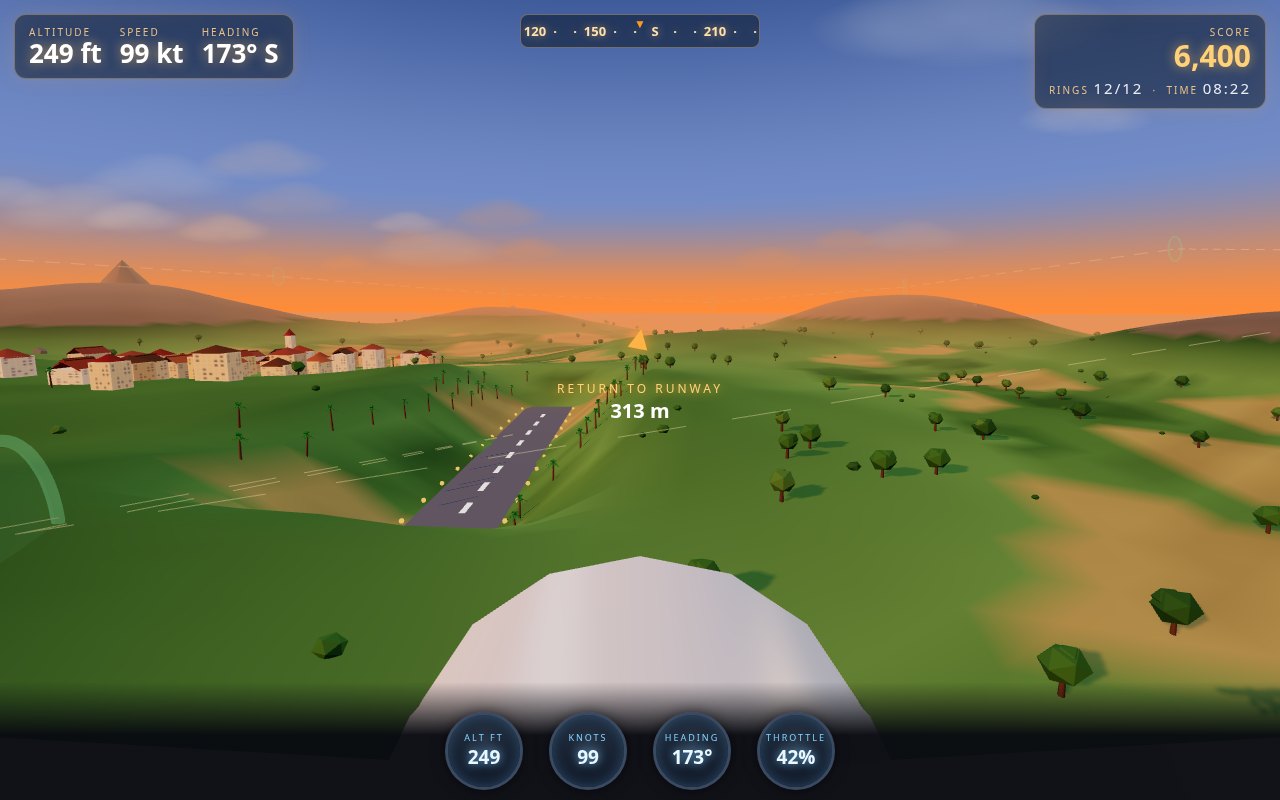 ALTITUDE SPEED HEADING
249 ft 99 kt 173° S
120 · · 150 · · S · · 210 · ·
SCORE
6,400
RINGS 12/12 · TIME 08:22
RETURN TO RUNWAY
313 m
ALT FT
249
KNOTS
99
HEADING
173°
THROTTLE
42%